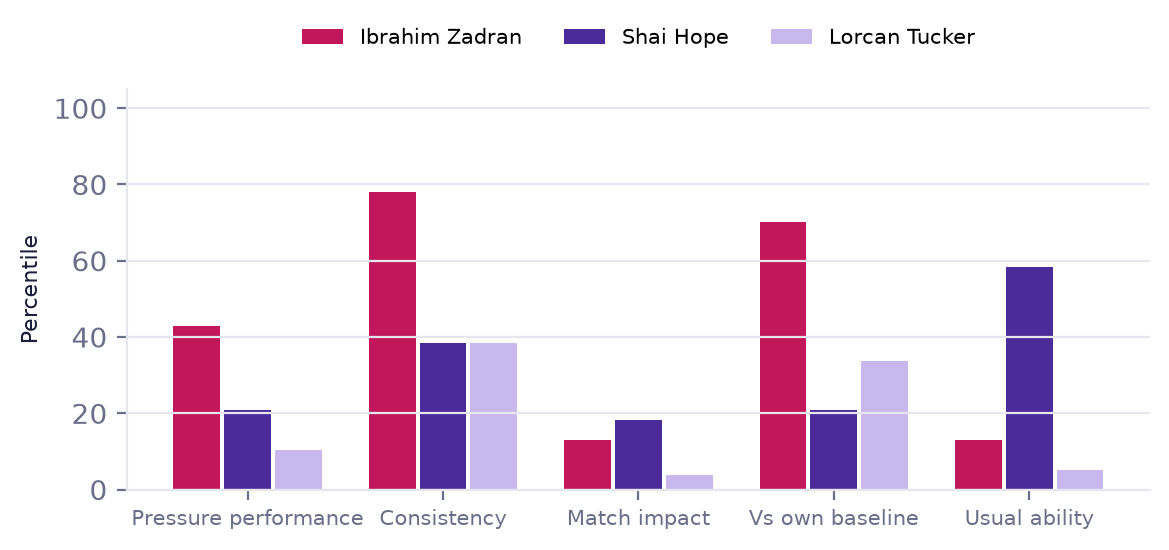 Ibrahim Zadran Shai Hope Lorcan Tucker
Percentile
100
80
60
40
20
0
Pressure performance Consistency Match impact Vs own baseline Usual ability